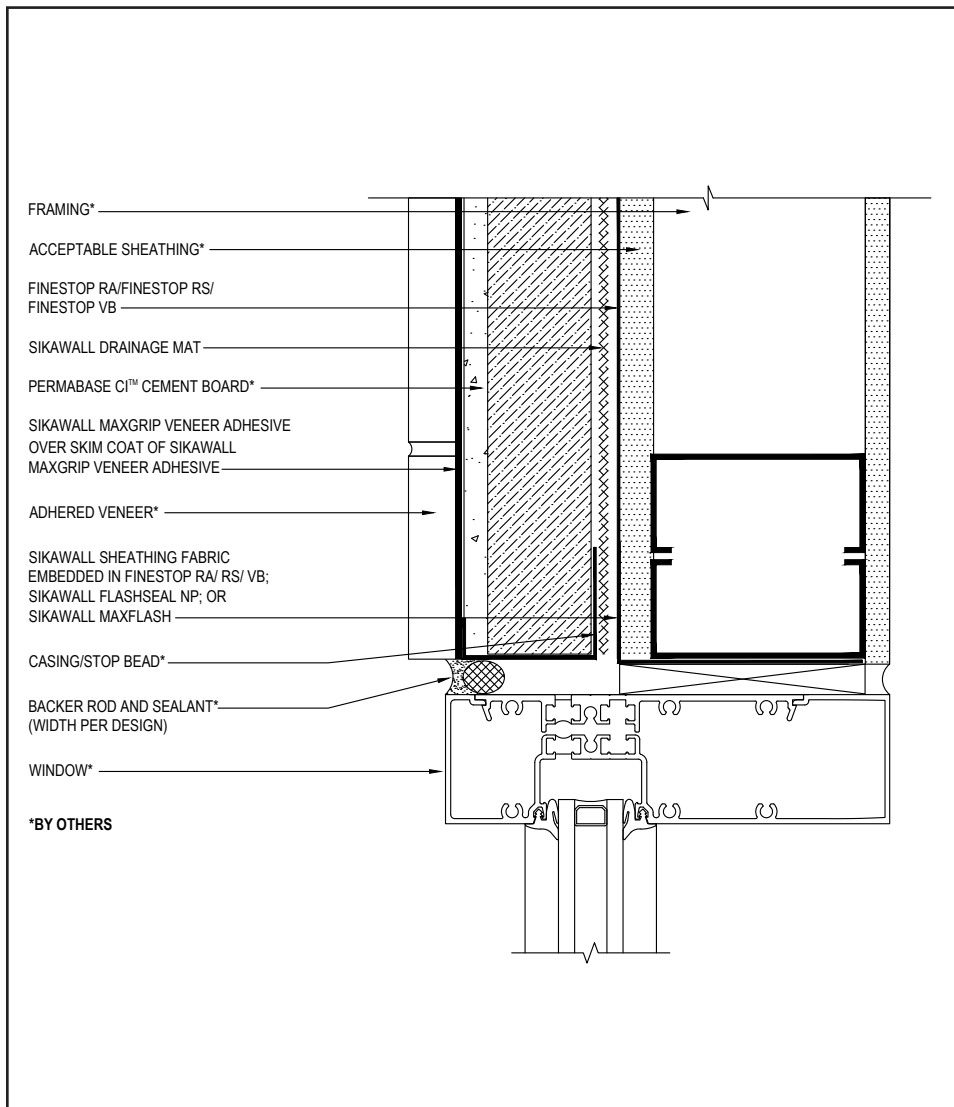 FRAMING*
ACCEPTABLE SHEATHING*
FINESTOP RA/FINESTOP RS/
FINESTOP VB
SIKAWALL DRAINAGE MAT
PERMABASE CI™ CEMENT BOARD*
SIKAWALL MAXGRIP VENEER ADHESIVE
OVER SKIM COAT OF SIKAWALL
MAXGRIP VENEER ADHESIVE
ADHERED VENEER*
SIKAWALL SHEATHING FABRIC
EMBEDDED IN FINESTOP RA/ RS/ VB;
SIKAWALL FLASHSEAL NP; OR
SIKAWALL MAXFLASH
CASING/STOP BEAD*
BACKER ROD AND SEALANT*
(WIDTH PER DESIGN)
WINDOW*
*BY OTHERS